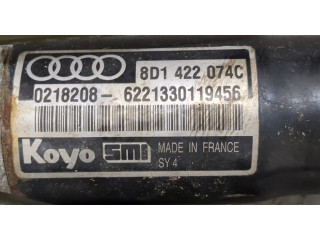 8D1 422 074C
0218208- 6221330119456
Koyo smi MADE IN FRANCE
SY 4